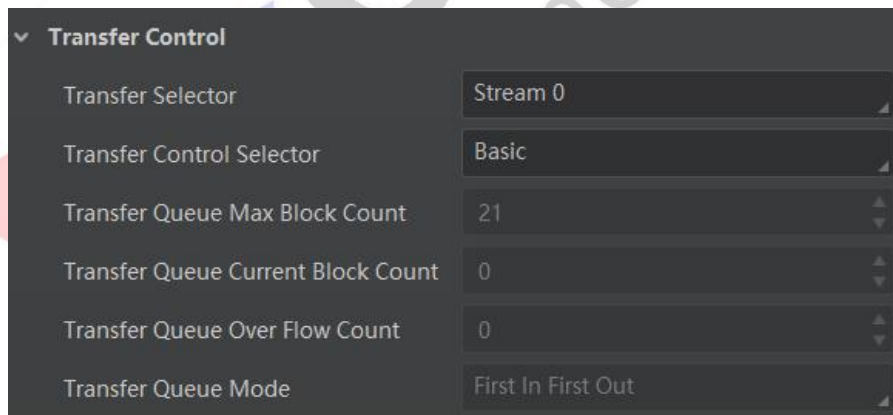 Transfer Control
Transfer Selector Stream 0
Transfer Control Selector Basic
Transfer Queue Max Block Count 21
Transfer Queue Current Block Count 0
Transfer Queue Over Flow Count 0
Transfer Queue Mode First In First Out